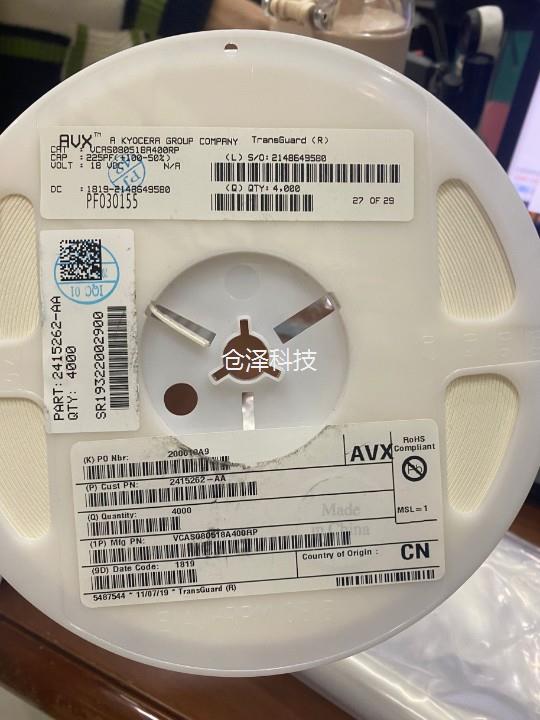 AVX™ A KYOCERA GROUP COMPANY TransGuard (R)
CAT : VCAS080518A400RP
CAP : 225PF(+100-50%) (L) S/O:2148649580
VOLT : 18 VDC N/A
(Q) QTY: 4,000
DC : 1819-2148649580
PF030155 27 OF 29
IQC 01
PART:2415262-AA
QTY: 4000
SR19322002900
仓泽科技
(K) PO Nbr: 200010A9
AVX
RoHS
Compliant
Pb
(P) Cust PN: 2415262-AA
(Q) Quantity: 4000
Made
in China
MSL=1
(1P) Mfg PN: VCAS080518A400RP
(9D) Date Code: 1819
Country of Origin : CN
5487544 * 11/07/19 * TransGuard (R)